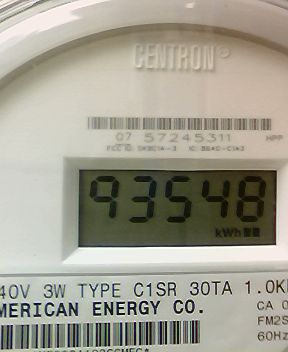 CENTRON®
07 57245311 HPP
93548
kWh
40V 3W TYPE C1SR 30TA 1.0K
MERICAN ENERGY CO.
CA 0
FM2S
60Hz